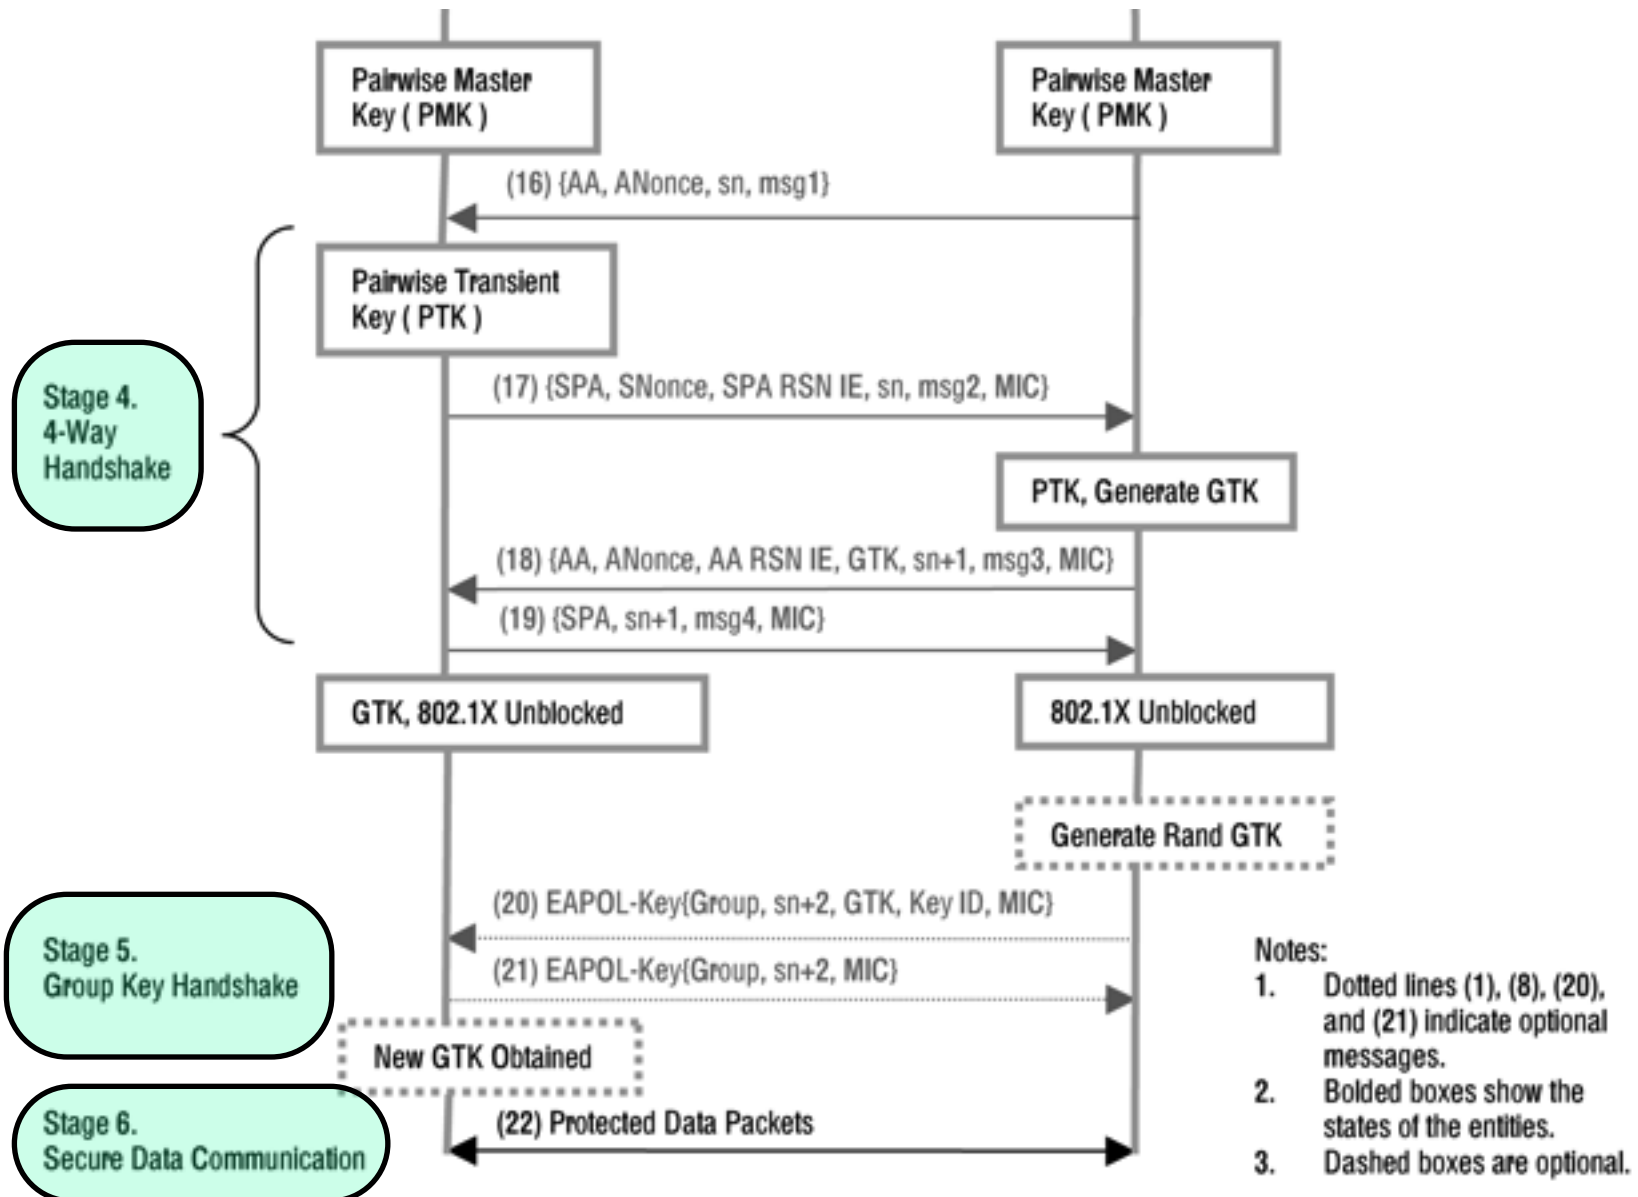 Pairwise Master
Key ( PMK )
Pairwise Master
Key ( PMK )
(16) {AA, ANonce, sn, msg1}
Pairwise Transient
Key ( PTK )
Stage 4.
4-Way
Handshake
(17) {SPA, SNonce, SPA RSN IE, sn, msg2, MIC}
PTK, Generate GTK
(18) {AA, ANonce, AA RSN IE, GTK, sn+1, msg3, MIC}
(19) {SPA, sn+1, msg4, MIC}
GTK, 802.1X Unblocked
802.1X Unblocked
Generate Rand GTK
Stage 5.
Group Key Handshake
(20) EAPOL-Key{Group, sn+2, GTK, Key ID, MIC}
(21) EAPOL-Key{Group, sn+2, MIC}
New GTK Obtained
Stage 6.
Secure Data Communication
(22) Protected Data Packets
Notes:
1. Dotted lines (1), (8), (20),
and (21) indicate optional
messages.
2. Bolded boxes show the
states of the entities.
3. Dashed boxes are optional.